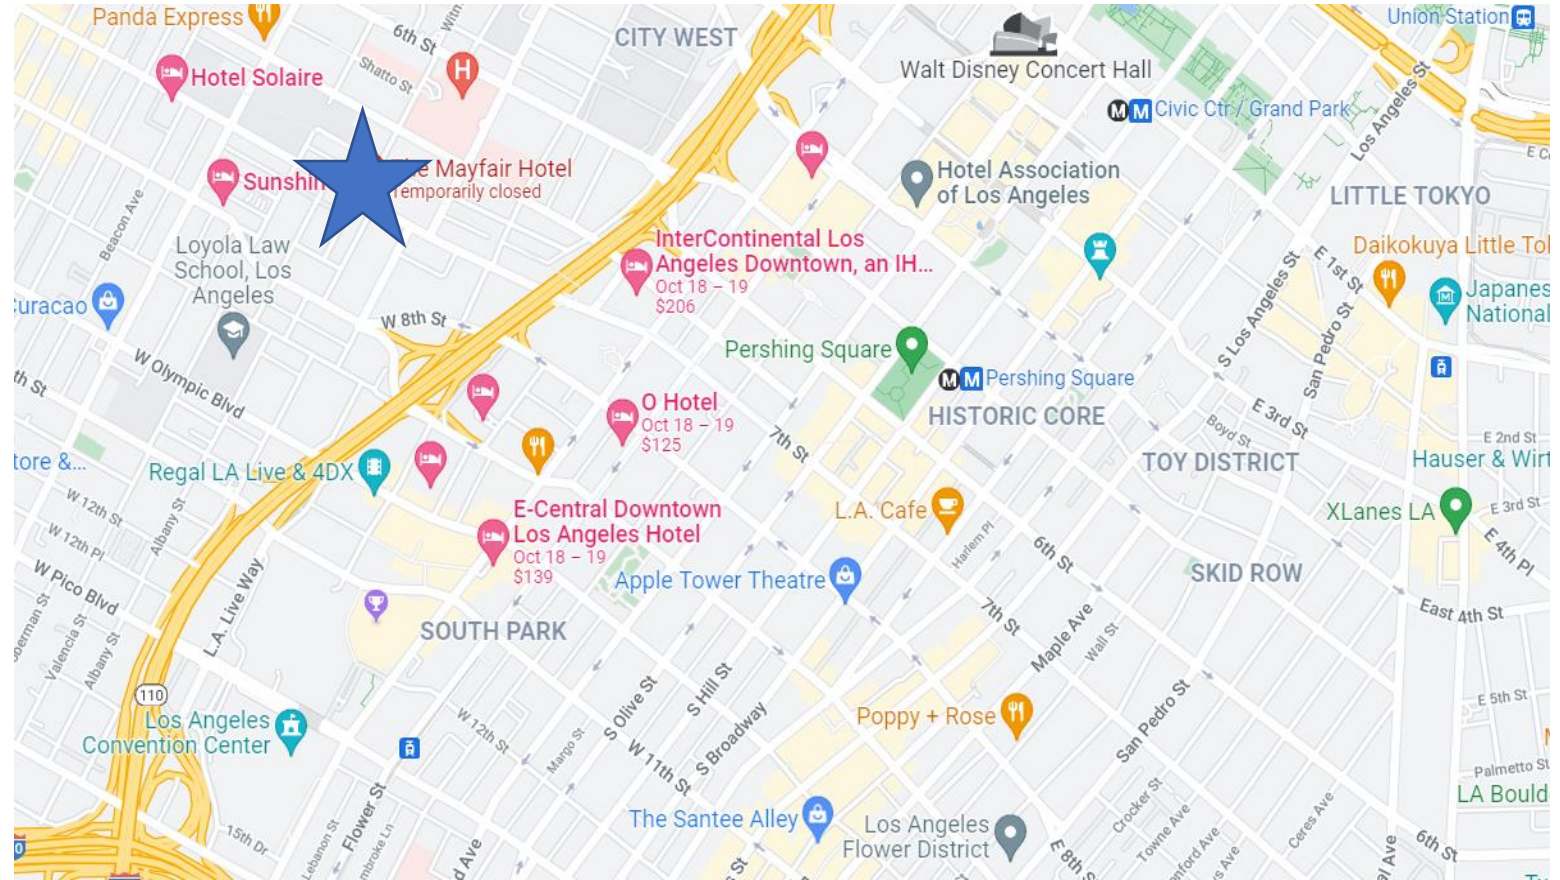 Panda Express
6th St
Shatto St
CITY WEST
Union Station
Hotel Solaire
H
Walt Disney Concert Hall
M M Civic Ctr / Grand Park
Los Angeles St
Mayfair Hotel
Temporarily closed
Hotel Association
of Los Angeles
LITTLE TOKYO
Beacon Ave
Loyola Law
School, Los
Angeles
InterContinental Los
Angeles Downtown, an IH...
Oct 18 – 19
$206
Daikokuya Little
E 1st St
S Los Angeles St
San Pedro St
National
W 8th St
Pershing Square
M M Pershing Square
W Olympic Blvd
O Hotel
Oct 18 – 19
$125
HISTORIC CORE
E 3rd St
Boyd St
7th St
E 2nd St
Regal LA Live & 4DX
TOY DISTRICT
Hauser &
W 12th St
Albany St
W 12th Pl
E-Central Downtown
Los Angeles Hotel
Oct 18 – 19
$139
L.A. Cafe
XLanes LA
E 3rd St
E 4th Pl
Harlem Pl
6th St
W Pico Blvd
L.A. Live Way
Apple Tower Theatre
SKID ROW
East 4th St
Valencia St
Albany St
SOUTH PARK
7th St
Maple Ave
Wall St
110
S Hill St
S Olive St
S Broadway
San Pedro St
E 5th St
Los Angeles
Convention Center
Poppy + Rose
W 12th St
Margo St
W 11th St
Palmetto St
LA
Flower St
The Santee Alley
Los Angeles
Flower District
Crocker St
Towne Ave
Ceres Ave
15th Dr
Lebanon St
E 8th St
6th St